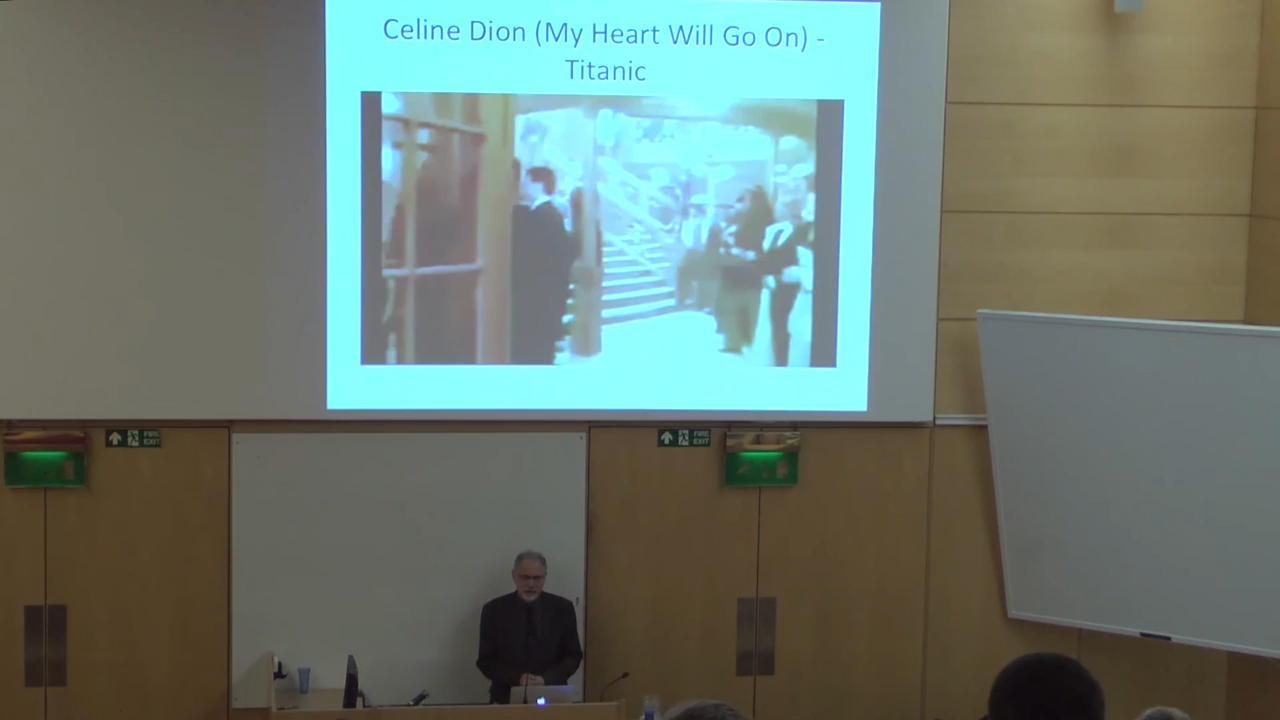 Celine Dion (My Heart Will Go On) -
Titanic
FIRE
EXIT
FIRE
EXIT